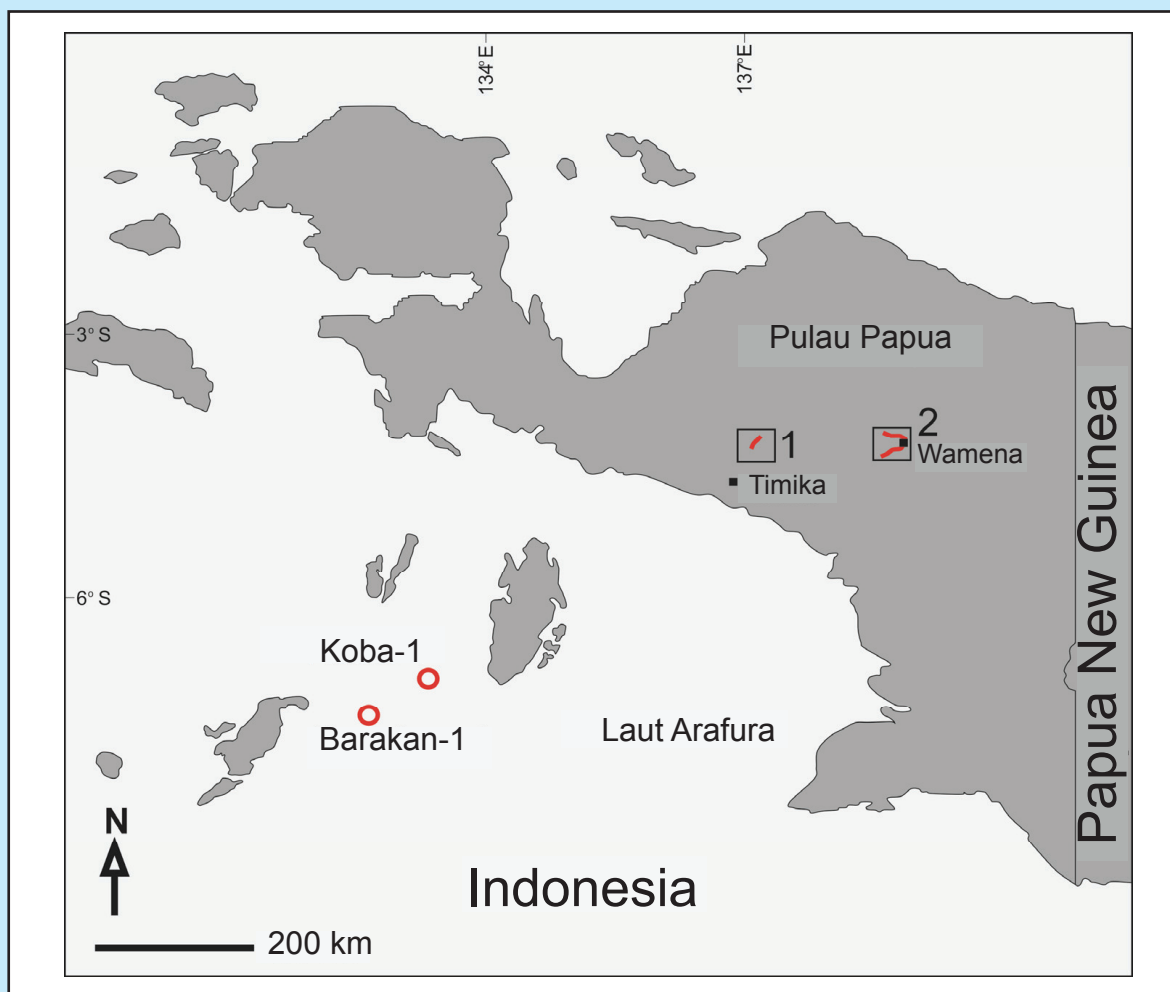 134°E
137°E
3° S
Pulau Papua
1
2
Wamena
Timika
Papua New Guinea
6° S
Koba-1
Barakan-1
Laut Arafura
N
Indonesia
200 km